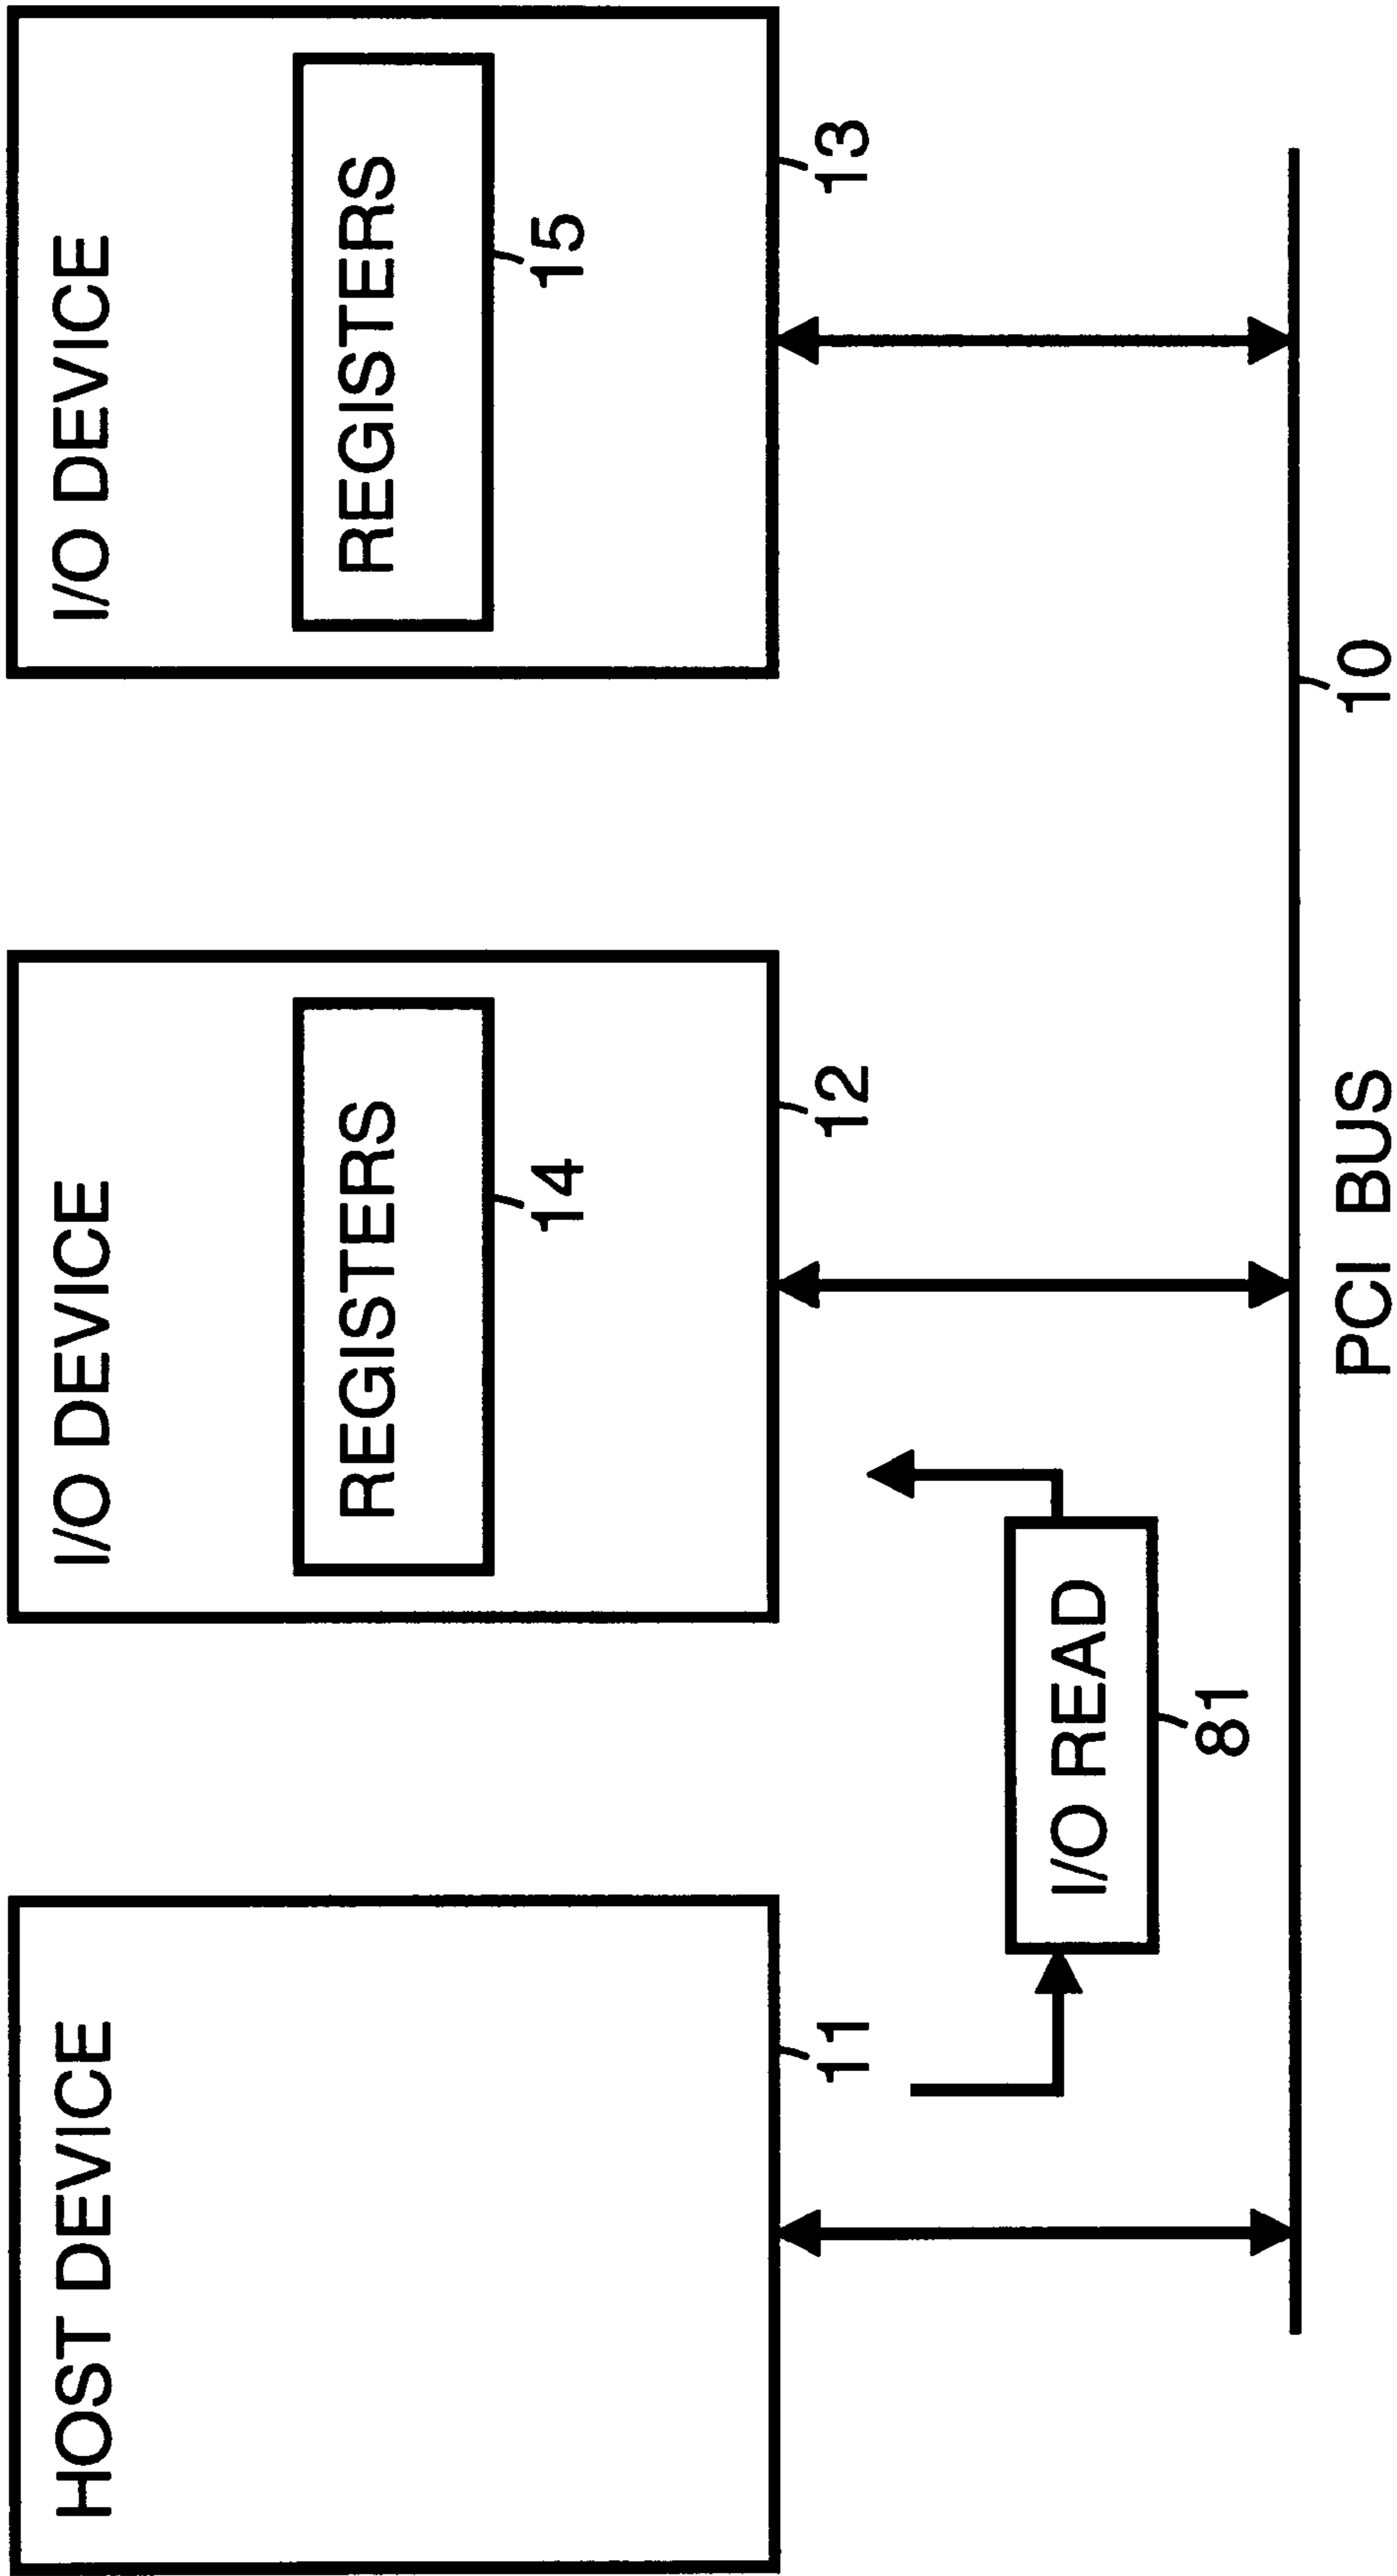 HOST DEVICE
11
I/O DEVICE
REGISTERS
14
12
I/O DEVICE
REGISTERS
15
13
I/O READ
81
10
PCI BUS